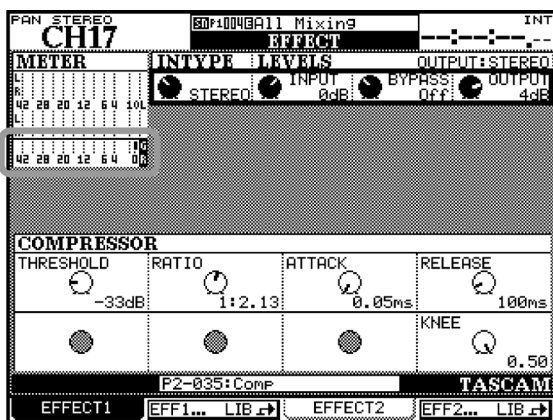 PAN STEREO INT
CH17 All Mixing --:--:--.--
EFFECT
METER INTYPE LEVELS OUTPUT:STEREO
L INPUT BYPASS OUTPUT
R STEREO 0dB Off 4dB
42 28 20 12 6 4 0L
L
G
42 28 20 12 6 4 0R
COMPRESSOR
THRESHOLD RATIO ATTACK RELEASE
-33dB 1:2.13 0.05ms 100ms
KNEE
0.50
P2-035:Comp TASCAM
EFFECT1 EFF1... LIB EFFECT2 EFF2... LIB